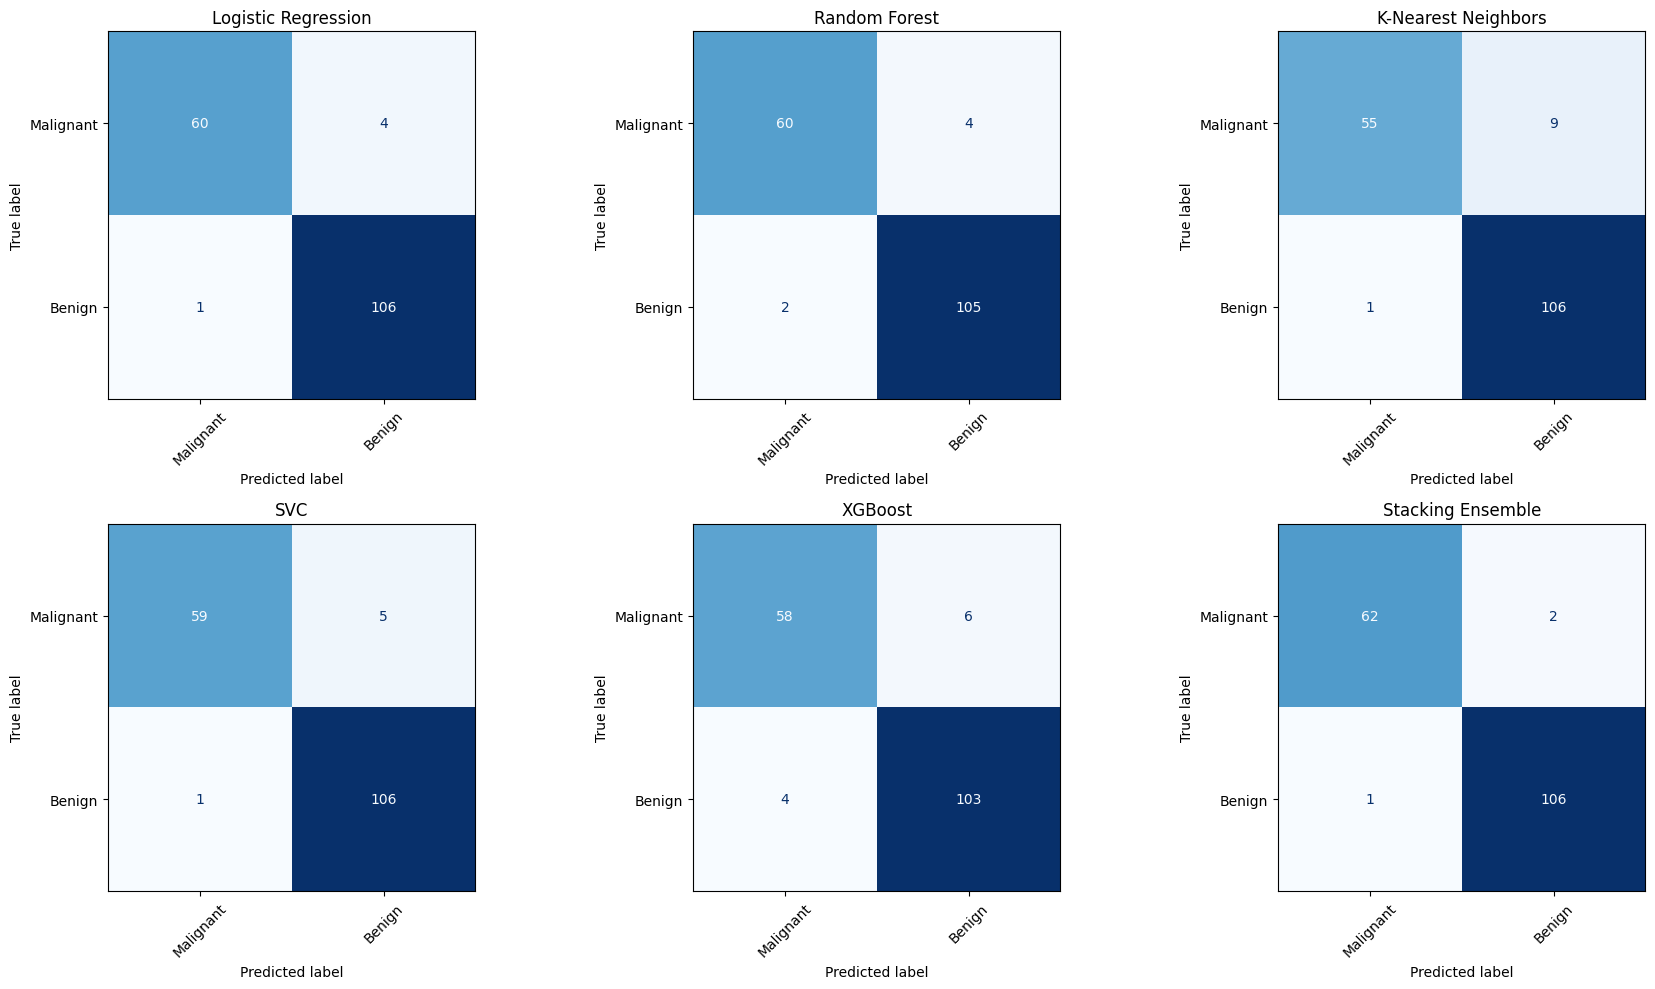 Logistic Regression
True label
Malignant
60
4
Benign
1
106
Malignant
Benign
Predicted label
Random Forest
True label
Malignant
60
4
Benign
2
105
Malignant
Benign
Predicted label
K-Nearest Neighbors
True label
Malignant
55
9
Benign
1
106
Malignant
Benign
Predicted label
SVC
True label
Malignant
59
5
Benign
1
106
Malignant
Benign
Predicted label
XGBoost
True label
Malignant
58
6
Benign
4
103
Malignant
Benign
Predicted label
Stacking Ensemble
True label
Malignant
62
2
Benign
1
106
Malignant
Benign
Predicted label